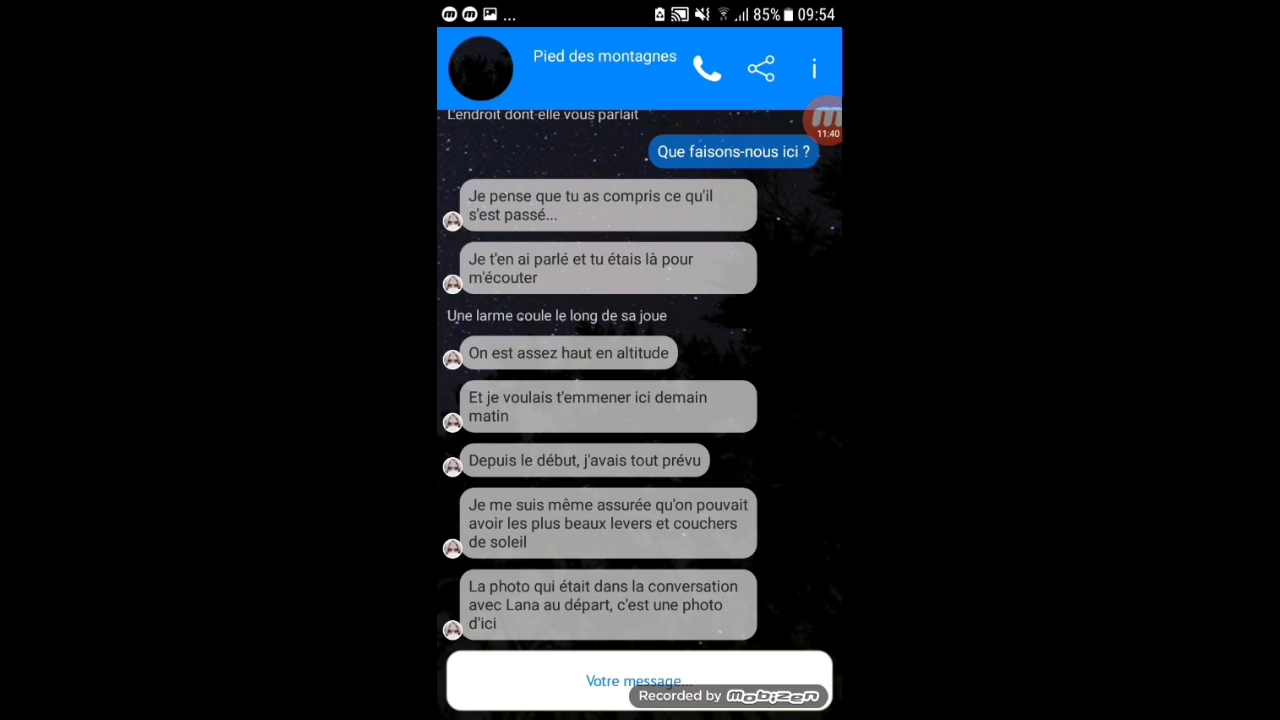 ... 85% 09:54
Pied des montagnes
L'endroit dont elle vous parlait
11:40
Que faisons-nous ici ?
Je pense que tu as compris ce qu'il
s'est passé...
Je t'en ai parlé et tu étais là pour
m'écouter
Une larme coule le long de sa joue
On est assez haut en altitude
Et je voulais t'emmener ici demain
matin
Depuis le début, j'avais tout prévu
Je me suis même assurée qu'on pouvait
avoir les plus beaux levers et couchers
de soleil
La photo qui était dans la conversation
avec Lana au départ, c'est une photo
d'ici
Votre message...
Recorded by mobizen